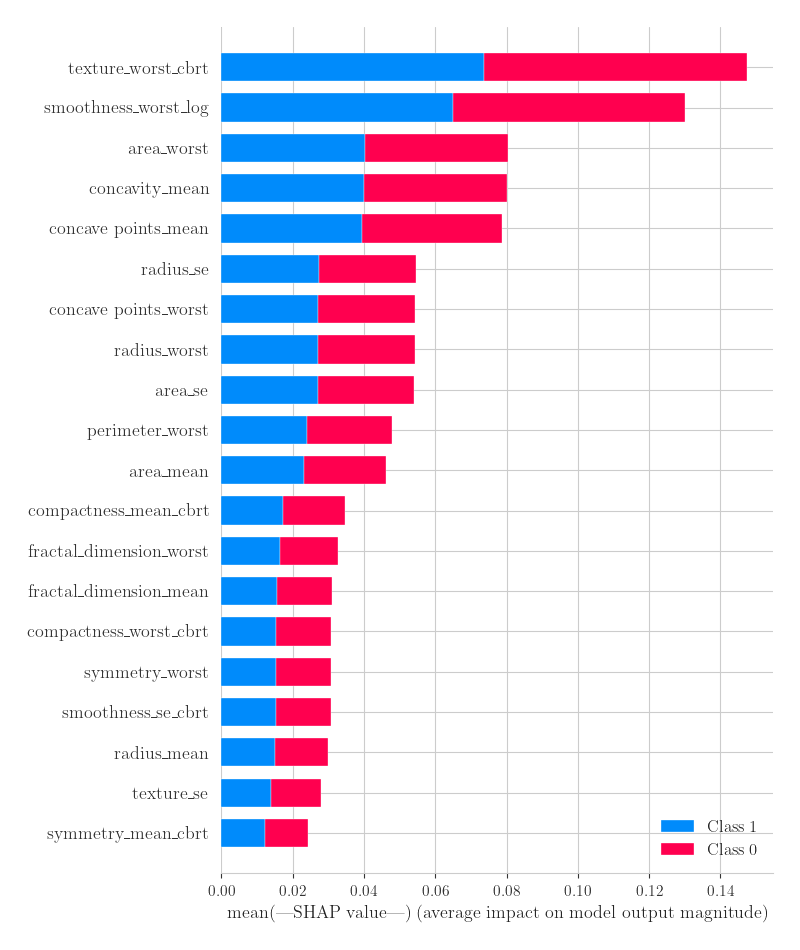 texture_worst_cbrt
smoothness_worst_log
area_worst
concavity_mean
concave points_mean
radius_se
concave points_worst
radius_worst
area_se
perimeter_worst
area_mean
compactness_mean_cbrt
fractal_dimension_worst
fractal_dimension_mean
compactness_worst_cbrt
symmetry_worst
smoothness_se_cbrt
radius_mean
texture_se
symmetry_mean_cbrt
Class 1
Class 0
0.00 0.02 0.04 0.06 0.08 0.10 0.12 0.14
mean(—SHAP value—) (average impact on model output magnitude)